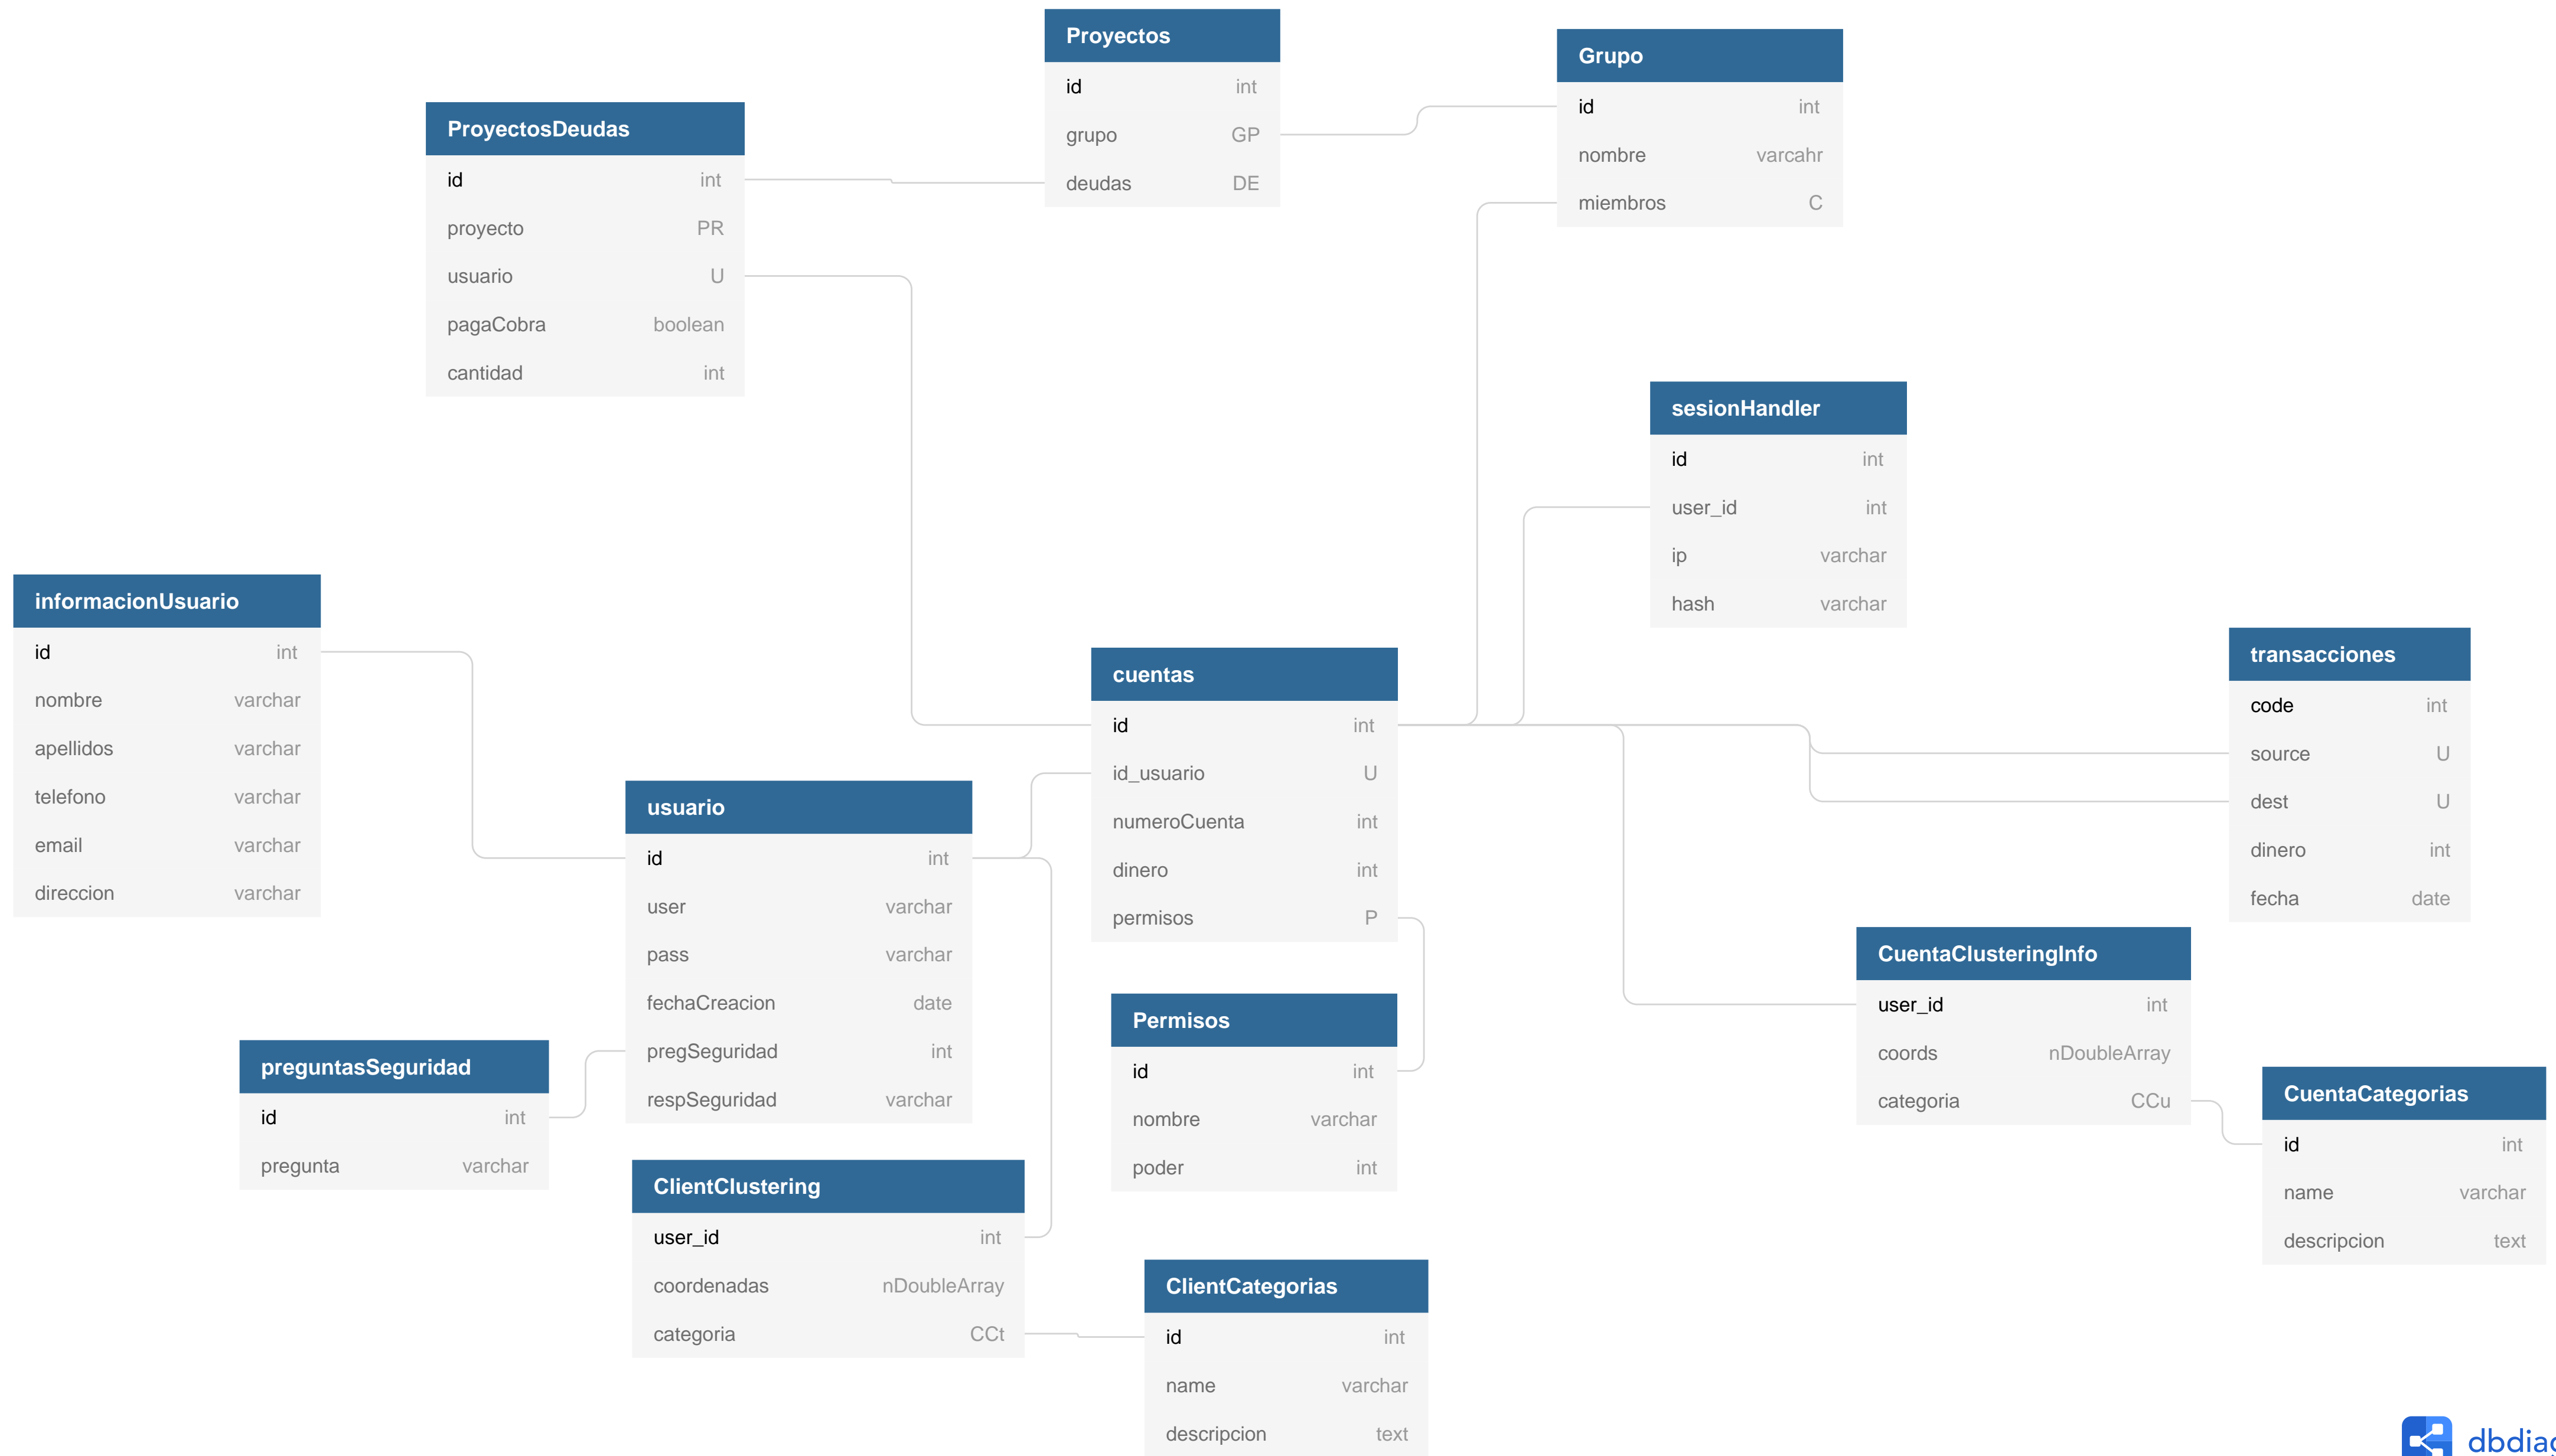 Proyectos
id int
grupo GP
deudas DE
Grupo
id int
nombre varcahr
miembros C
ProyectosDeudas
id int
proyecto PR
usuario U
pagaCobra boolean
cantidad int
sesionHandler
id int
user_id int
ip varchar
hash varchar
informacionUsuario
id int
nombre varchar
apellidos varchar
telefono varchar
email varchar
direccion varchar
cuentas
id int
id_usuario U
numeroCuenta int
dinero int
permisos P
transacciones
code int
source U
dest U
dinero int
fecha date
usuario
id int
user varchar
pass varchar
fechaCreacion date
pregSeguridad int
respSeguridad varchar
Permisos
id int
nombre varchar
poder int
CuentaClusteringInfo
user_id int
coords nDoubleArray
categoria CCu
preguntasSeguridad
id int
pregunta varchar
CuentaCategorias
id int
name varchar
descripcion text
ClientClustering
user_id int
coordenadas nDoubleArray
categoria CCt
ClientCategorias
id int
name varchar
descripcion text